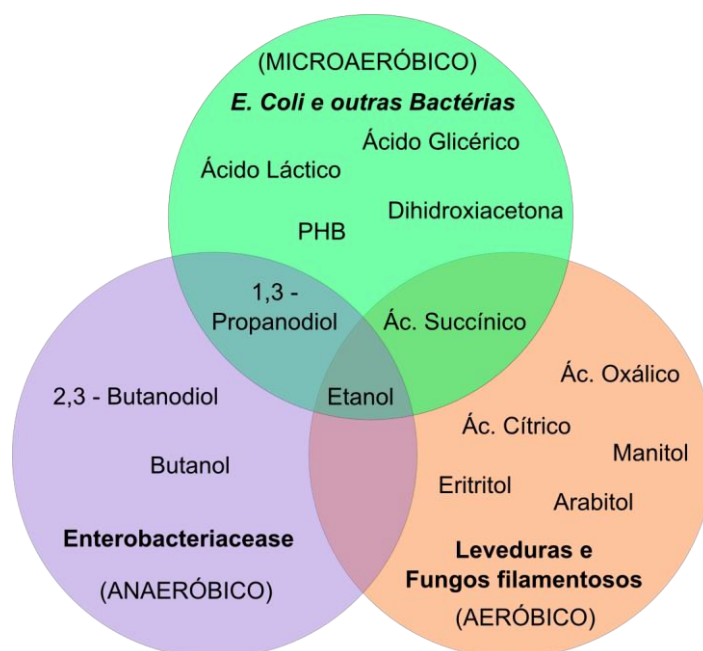 (MICROAERÓBICO)
E. Coli e outras Bactérias
Ácido Glicérico
Ácido Láctico
Dihidroxiacetona
PHB
1,3 -
Propanodiol
Ác. Succínico
2,3 - Butanodiol
Etanol
Ác. Oxálico
Ác. Cítrico
Manitol
Butanol
Eritritol
Arabitol
Enterobacteriacease
(ANAERÓBICO)
Leveduras e
Fungos filamentosos
(AERÓBICO)